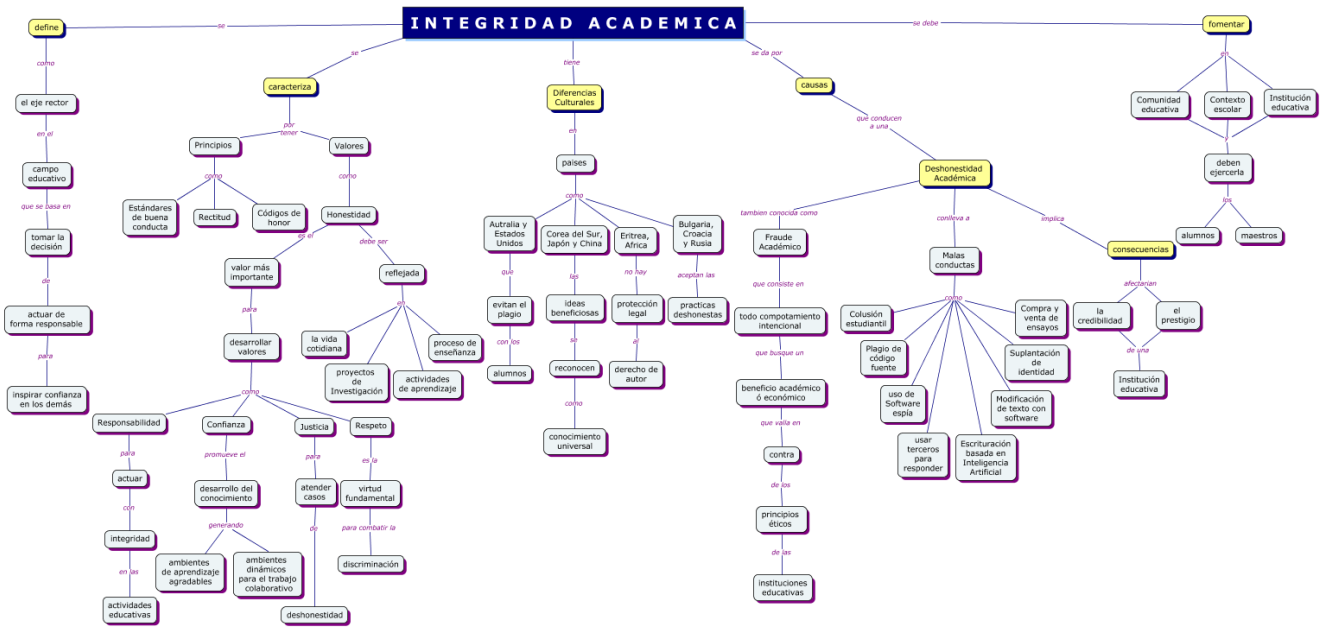 INTEGRIDAD ACADEMICA
define
se
como
el eje rector
en el
campo
educativo
que se basa en
tomar la
decisión
de
actuar de
forma responsable
para
inspirar confianza
en los demás
se
caracteriza
por
tener
Principios
como
Estándares
de buena
conducta
Rectitud
Códigos de
honor
Valores
como
Honestidad
es el
valor más
importante
para
desarrollar
valores
como
Responsabilidad
para
actuar
con
integridad
en las
actividades
educativas
Confianza
promueve el
desarrollo del
conocimiento
generando
ambientes
de aprendizaje
agradables
ambientes
dinámicos
para el trabajo
colaborativo
Justicia
para
atender
casos
de
deshonestidad
Respeto
es la
virtud
fundamental
para combatir la
discriminación
debe ser
reflejada
en
la vida
cotidiana
proyectos
de
Investigación
actividades
de aprendizaje
proceso de
enseñanza
tiene
Diferencias
Culturales
en
paises
como
Autralia y
Estados
Unidos
que
evitan el
plagio
con los
alumnos
Corea del Sur,
Japón y China
las
ideas
beneficiosas
se
reconocen
como
conocimiento
universal
Eritrea,
Africa
no hay
protección
legal
al
derecho de
autor
Bulgaria,
Croacia
y Rusia
aceptan las
practicas
deshonestas
se da por
causas
que conducen
a una
Deshonestidad
Académica
tambien conocida como
Fraude
Académico
que consiste en
todo compotamiento
intencional
que busque un
beneficio académico
ó económico
que valla en
contra
de los
principios
éticos
de las
instituciones
educativas
conlleva a
Malas
conductas
como
Colusión
estudiantil
Plagio de
código
fuente
uso de
Software
espía
usar
terceros
para
responder
Escrituración
basada en
Inteligencia
Artificial
Modificación
de texto con
software
Suplantación
de
identidad
Compra y
venta de
ensayos
implica
consecuencias
afectarian
la
credibilidad
el
prestigio
de una
Institución
educativa
se debe
fomentar
en
Comunidad
educativa
Contexto
escolar
Institución
educativa
y
deben
ejercerla
los
alumnos
maestros